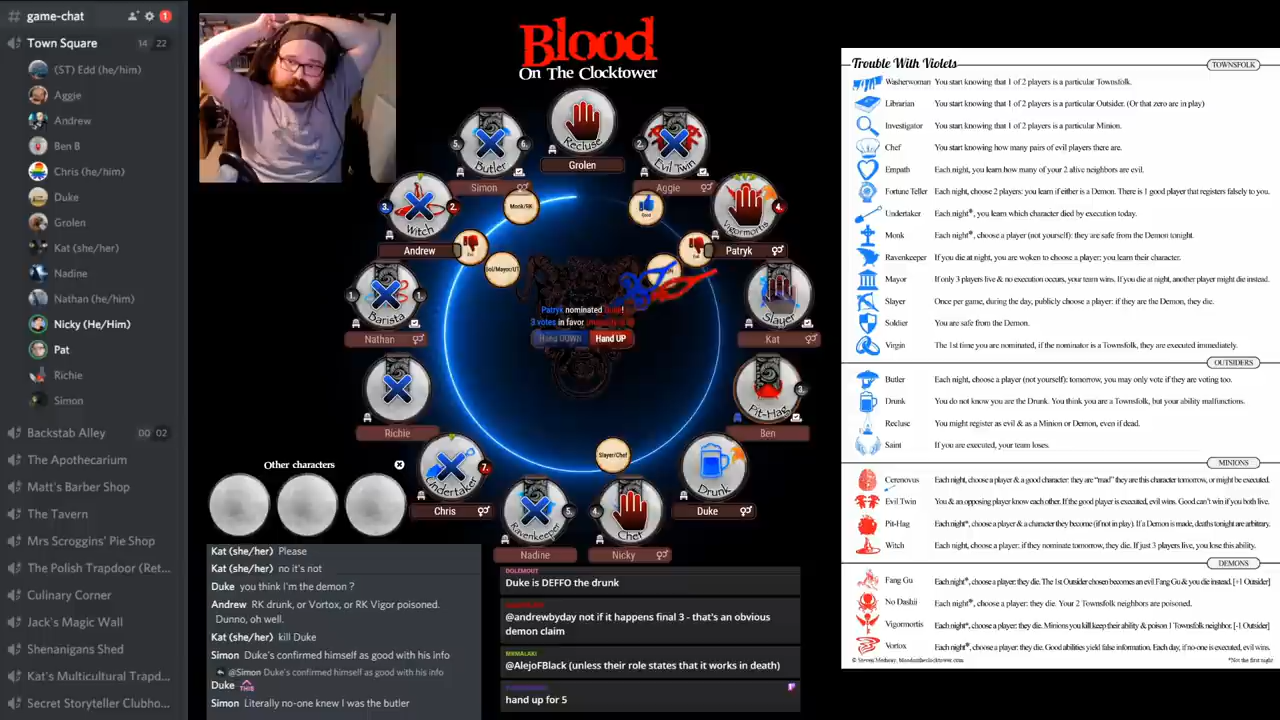 # game-chat
1
Town Square
14 22
(ST) Edd (he/him)
Aggie
Andrew
Ben B
Chris (he/him)
Duke
Grolen
Kat (she/her)
Nadine
Nathan (he/him)
Nicky (He/Him)
Pat
Richie
Simon
Backstab Alley
00 02
The Apothecarium
Matt's Barber Shop
The Tavern
Mrs Scroggins' Pie Shop
The Polish Trapdoor (Ret...
Culinary Corner
Jack's Magic Wall
Shenanigans Shed
Kat's Multicultural Trapd...
Secret Storyteller Clubho...
Blood
On The Clocktower
Recluse
Grolen
Butler
Simon
Evil Twin
Aggie
Witch
Andrew
Vigormortis
Patryk
Barista
Nathan
Slayer
Kat
Richie
Pit-Hag
Ben
Undertaker
Chris
Drunk
Duke
Ravenkeeper
Nadine
Chef
Nicky
Monk/RK
Good
Slayer/Chef
Patryk nominated Duke!
3 votes in favor
Hand DOWN
Hand UP
Other characters
Kat (she/her) Please
Kat (she/her) no it's not
Duke you think I'm the demon ?
Andrew RK drunk, or Vortox, or RK Vigor poisoned.
Dunno, oh well.
Kat (she/her) kill Duke
Simon Duke's confirmed himself as good with his info
@Simon Duke's confirmed himself as good with his info
Duke THIS
Simon Literally no-one knew I was the butler
Duke is DEFFO the drunk
@andrewbyday not if it happens final 3 - that's an obvious
demon claim
@AlejoFBlack (unless their role states that it works in death)
hand up for 5
Trouble With Violets
TOWNSFOLK
Washerwoman You start knowing that 1 of 2 players is a particular Townsfolk.
Librarian You start knowing that 1 of 2 players is a particular Outsider. (Or that zero are in play)
Investigator You start knowing that 1 of 2 players is a particular Minion.
Chef You start knowing how many pairs of evil players there are.
Empath Each night, you learn how many of your 2 alive neighbors are evil.
Fortune Teller Each night, choose 2 players: you learn if either is a Demon. There is 1 good player that registers falsely to you.
Undertaker Each night*, you learn which character died by execution today.
Monk Each night*, choose a player (not yourself): they are safe from the Demon tonight.
Ravenkeeper If you die at night, you are woken to choose a player: you learn their character.
Mayor If only 3 players live & no execution occurs, your team wins. If you die at night, another player might die instead.
Slayer Once per game, during the day, publicly choose a player: if they are the Demon, they die.
Soldier You are safe from the Demon.
Virgin The 1st time you are nominated, if the nominator is a Townsfolk, they are executed immediately.
OUTSIDERS
Butler Each night, choose a player (not yourself): tomorrow, you may only vote if they are voting too.
Drunk You do not know you are the Drunk. You think you are a Townsfolk, but your ability malfunctions.
Recluse You might register as evil & as a Minion or Demon, even if dead.
Saint If you are executed, your team loses.
MINIONS
Cerenovus Each night, choose a player & a good character: they are "mad" they are this character tomorrow, or might be executed.
Evil Twin You & an opposing player know each other. If the good player is executed, evil wins. Good can't win if you both live.
Pit-Hag Each night*, choose a player & a character they become (if not in play). If a Demon is made, deaths tonight are arbitrary.
Witch Each night, choose a player: if they nominate tomorrow, they die. If just 3 players live, you lose this ability.
DEMONS
Fang Gu Each night*, choose a player: they die. The 1st Outsider chosen becomes an evil Fang Gu & you die instead. [+1 Outsider]
No Dashii Each night*, choose a player: they die. Your 2 Townsfolk neighbors are poisoned.
Vigormortis Each night*, choose a player: they die. Minions you kill keep their ability & poison 1 Townsfolk neighbor. [-1 Outsider]
Vortox Each night*, choose a player: they die. Good abilities yield false information. Each day, if no-one is executed, evil wins.
© Steven Medway, bloodontheclocktower.com
*Not the first night